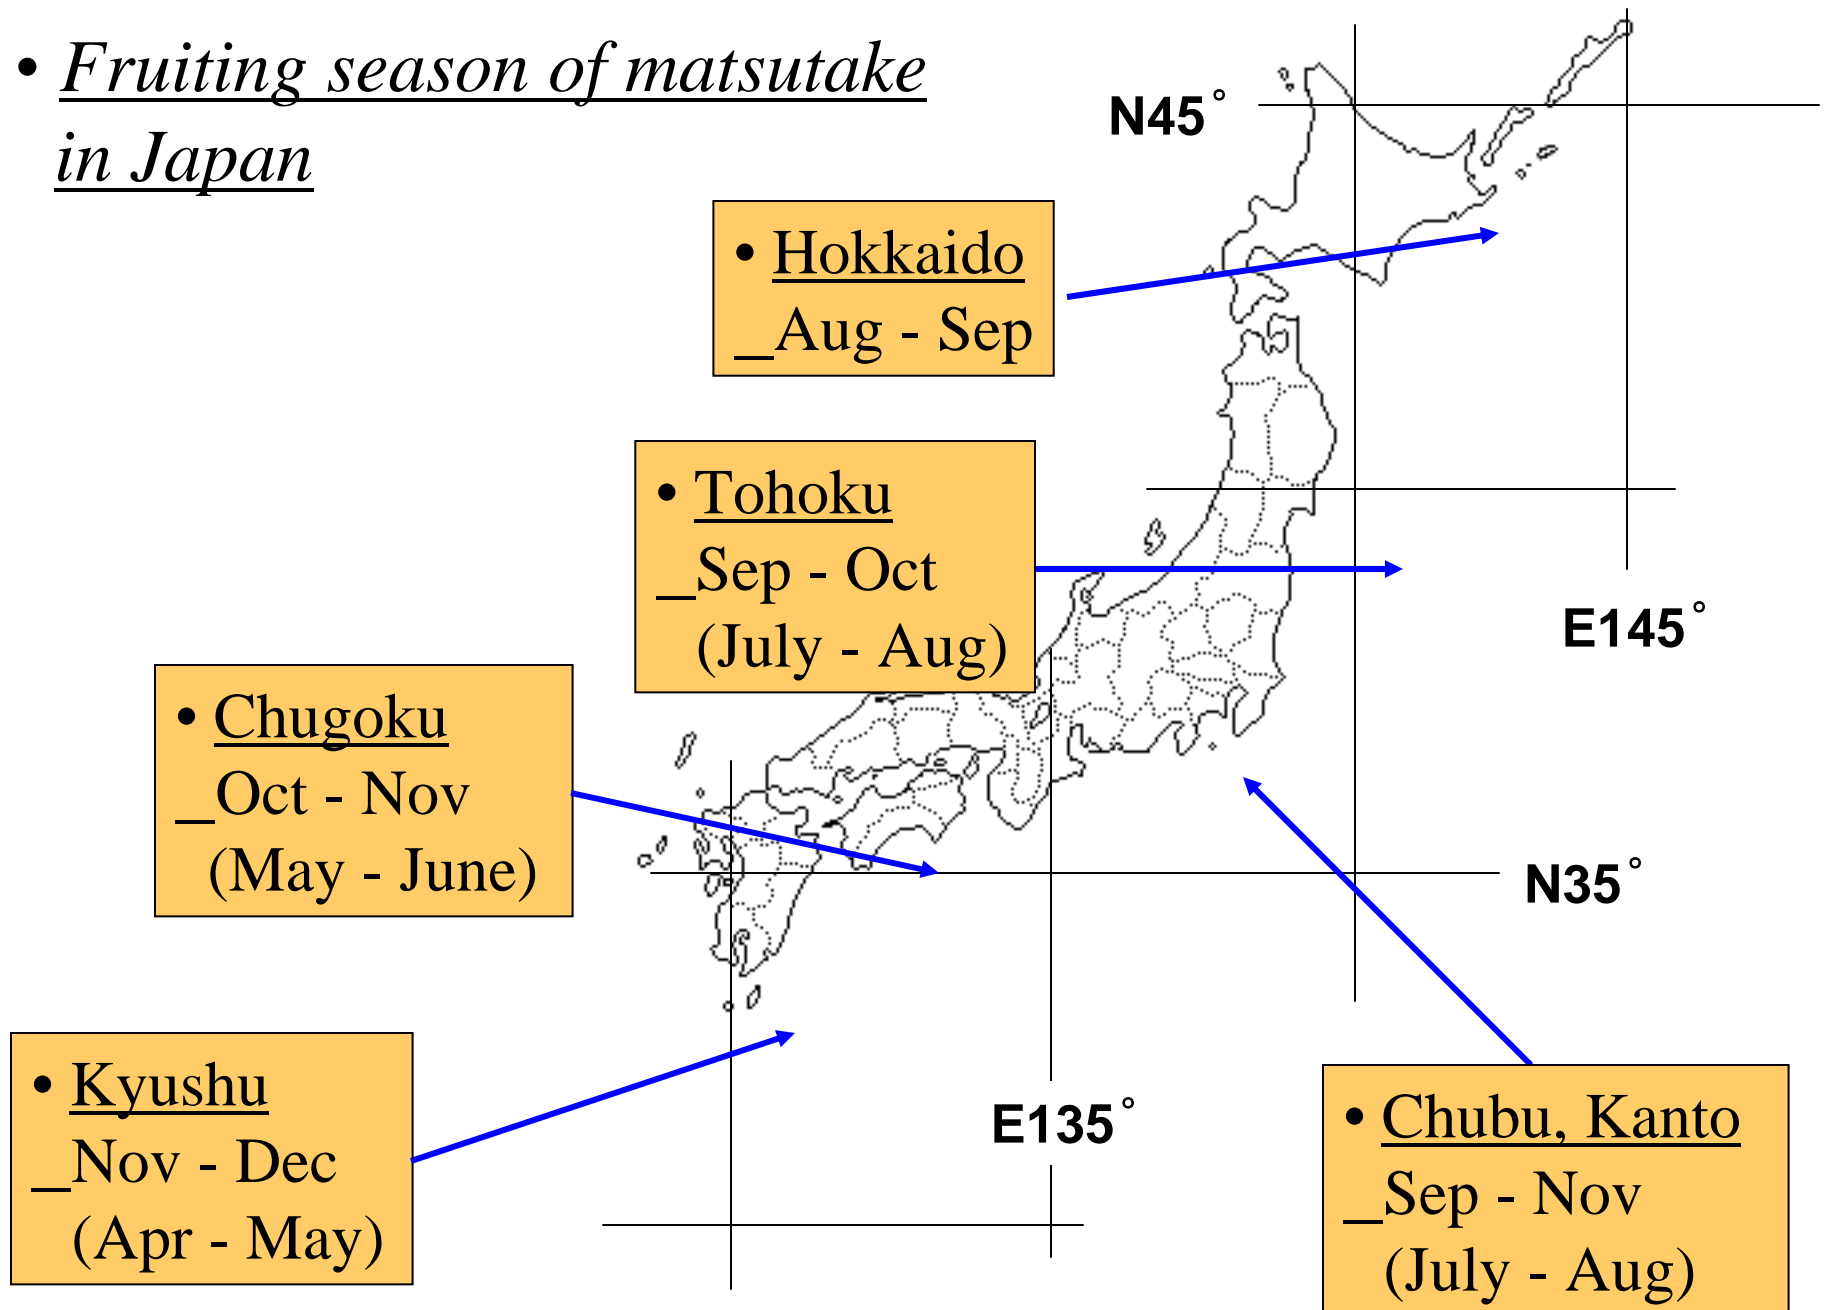 • Fruiting season of matsutake
in Japan
N45°
• Hokkaido
_Aug - Sep
• Tohoku
_Sep - Oct
(July - Aug)
E145°
• Chugoku
_Oct - Nov
(May - June)
N35°
• Kyushu
_Nov - Dec
(Apr - May)
E135°
• Chubu, Kanto
_Sep - Nov
(July - Aug)